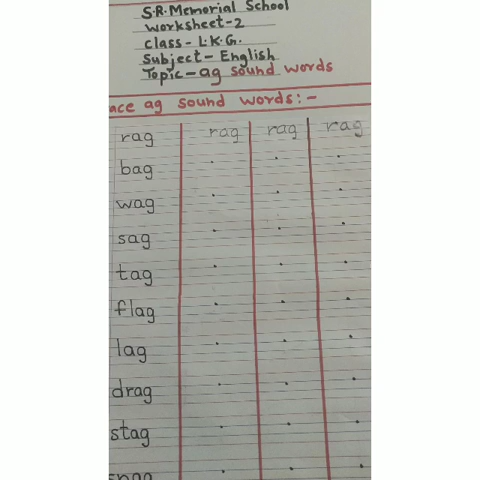 S.R. Memorial School
Worksheet-2
Class- L.K.G.
Subject- English
Topic- ag sound words
ace ag sound words:-
rag rag rag rag
bag
wag
sag
tag
flag
lag
drag
stag